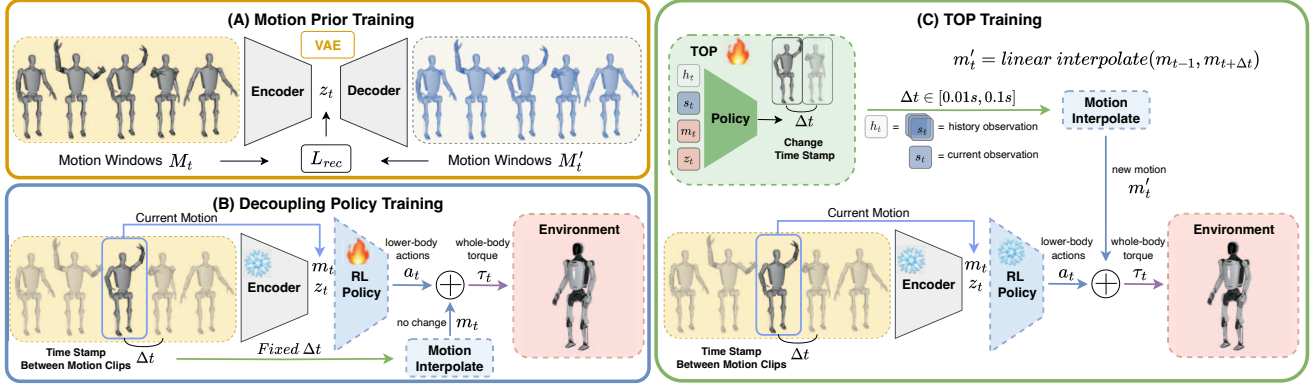 (A) Motion Prior Training
VAE
Encoder
z_t
Decoder
Motion Windows M_t
L_rec
Motion Windows M'_t
(B) Decoupling Policy Training
Current Motion
Encoder
m_t
z_t
RL
Policy
lower-body
actions
a_t
whole-body
torque
τ_t
Environment
no change
m_t
Time Stamp
Between Motion Clips
Δt
Fixed Δt
Motion
Interpolate
(C) TOP Training
TOP
h_t
s_t
m_t
z_t
Policy
Δt
Change
Time Stamp
m'_t = linear interpolate(m_{t-1}, m_{t+Δt})
Δt ∈ [0.01s, 0.1s]
Motion
Interpolate
h_t = s_t = history observation
s_t = current observation
new motion
m'_t
Current Motion
Encoder
m_t
z_t
RL
Policy
lower-body
actions
a_t
whole-body
torque
τ_t
Environment
Time Stamp
Between Motion Clips
Δt